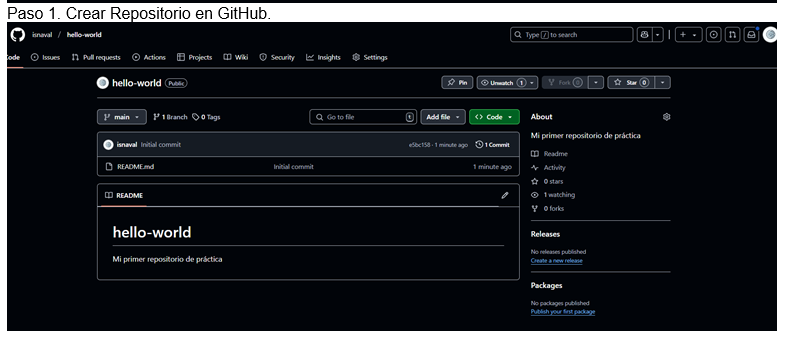 Paso 1. Crear Repositorio en GitHub.
isnaval / hello-world
Type / to search
ode Issues Pull requests Actions Projects Wiki Security Insights Settings
hello-world Public
Pin Unwatch 1 Fork 0 Star 0
main 1 Branch 0 Tags
Go to file t Add file Code
About
isnaval Initial commit e5bc158 · 1 minute ago 1 Commit
Mi primer repositorio de práctica
README.md Initial commit 1 minute ago
Readme
Activity
0 stars
1 watching
0 forks
README
hello-world
Mi primer repositorio de práctica
Releases
No releases published
Create a new release
Packages
No packages published
Publish your first package